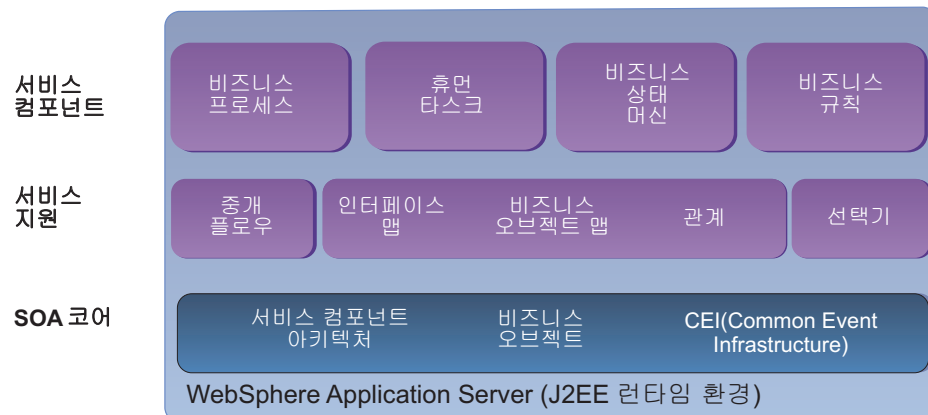 서비스
컴포넌트
비즈니스
프로세스
휴먼
타스크
비즈니스
상태
머신
비즈니스
규칙
서비스
지원
중개
플로우
인터페이스
맵
비즈니스
오브젝트 맵
관계
선택기
SOA 코어
서비스 컴포넌트
아키텍처
비즈니스
오브젝트
CEI(Common Event
Infrastructure)
WebSphere Application Server (J2EE 런타임 환경)